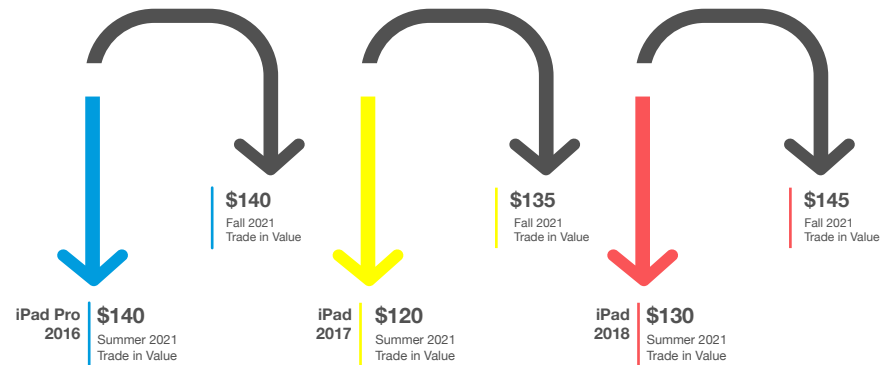 $140
Fall 2021
Trade in Value
$135
Fall 2021
Trade in Value
$145
Fall 2021
Trade in Value
iPad Pro
2016
$140
Summer 2021
Trade in Value
iPad
2017
$120
Summer 2021
Trade in Value
iPad
2018
$130
Summer 2021
Trade in Value